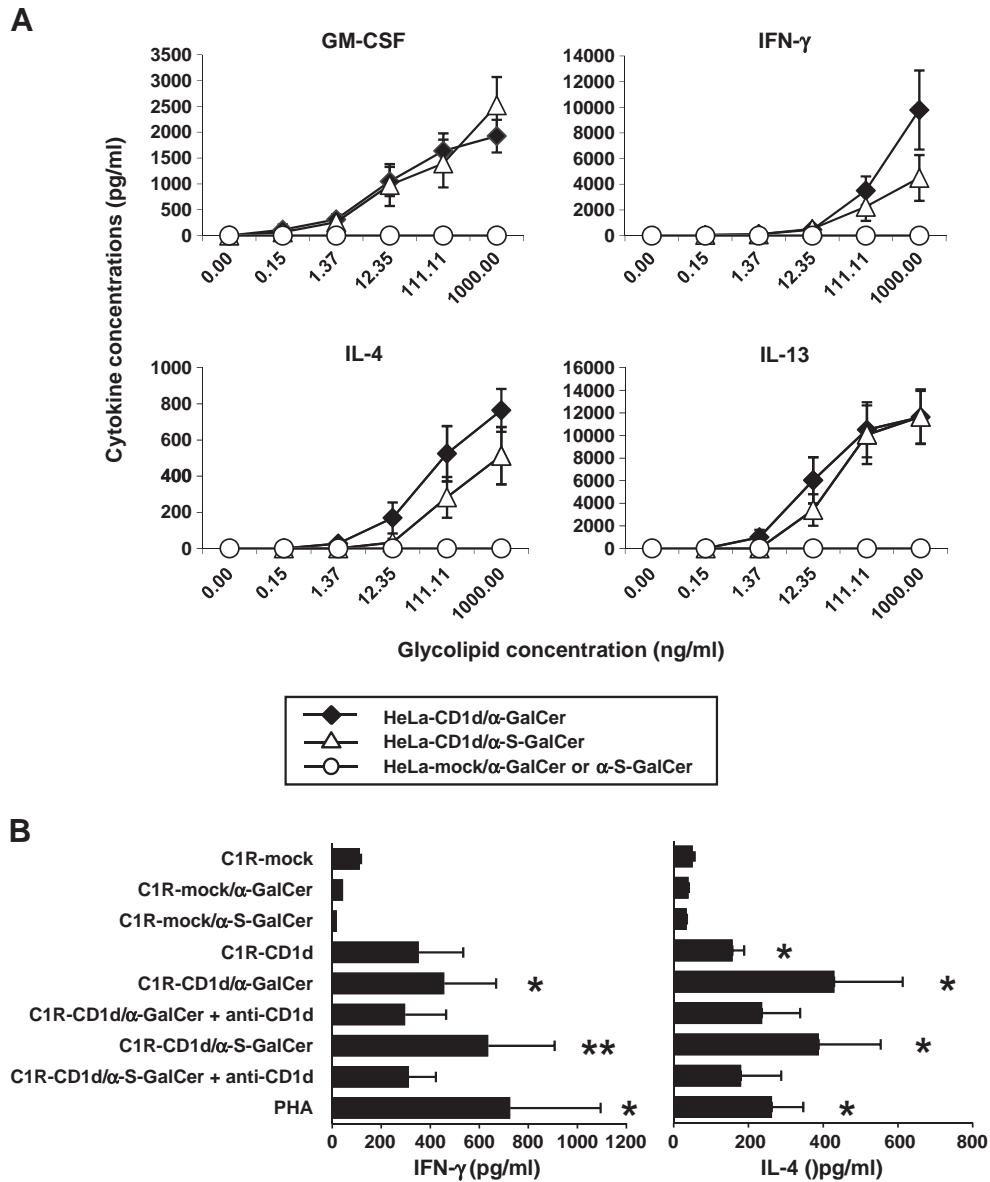 A
Cytokine concentrations (pg/ml)
GM-CSF
3500
3000
2500
2000
1500
1000
500
0
0.00
0.15
1.37
12.35
111.11
1000.00
IFN-γ
14000
12000
10000
8000
6000
4000
2000
0
0.00
0.15
1.37
12.35
111.11
1000.00
IL-4
1000
800
600
400
200
0
0.00
0.15
1.37
12.35
111.11
1000.00
IL-13
16000
14000
12000
10000
8000
6000
4000
2000
0
0.00
0.15
1.37
12.35
111.11
1000.00
Glycolipid concentration (ng/ml)
HeLa-CD1d/α-GalCer
HeLa-CD1d/α-S-GalCer
HeLa-mock/α-GalCer or α-S-GalCer
B
C1R-mock
C1R-mock/α-GalCer
C1R-mock/α-S-GalCer
C1R-CD1d
C1R-CD1d/α-GalCer
C1R-CD1d/α-GalCer + anti-CD1d
C1R-CD1d/α-S-GalCer
C1R-CD1d/α-S-GalCer + anti-CD1d
PHA
*
**
*
0 200 400 600 800 1000 1200
IFN-γ (pg/ml)
*
*
*
*
0 200 400 600 800
IL-4 ()pg/ml)